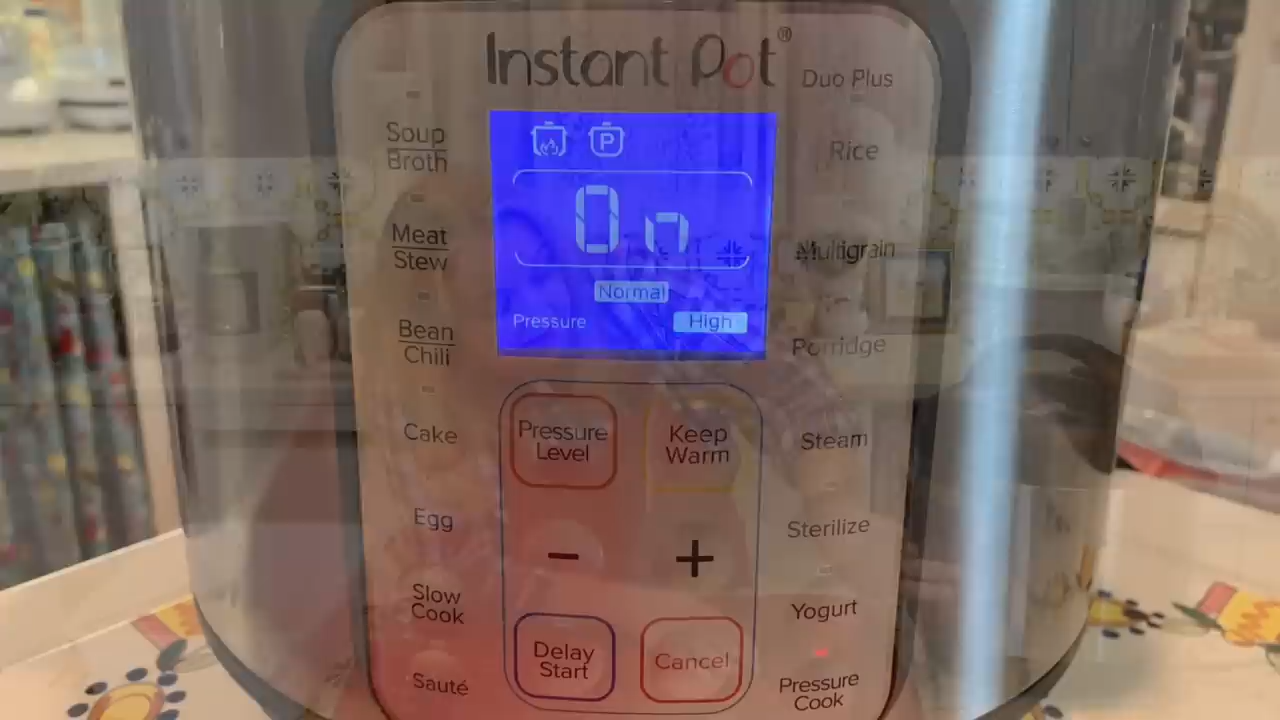 Instant Pot®
Duo Plus
Soup
Broth
Meat
Stew
Bean
Chili
Cake
Egg
Slow
Cook
Sauté
P
On
Normal
Pressure
High
Pressure
Level
Keep
Warm
−
+
Delay
Start
Cancel
Rice
Multigrain
Porridge
Steam
Sterilize
Yogurt
Pressure
Cook